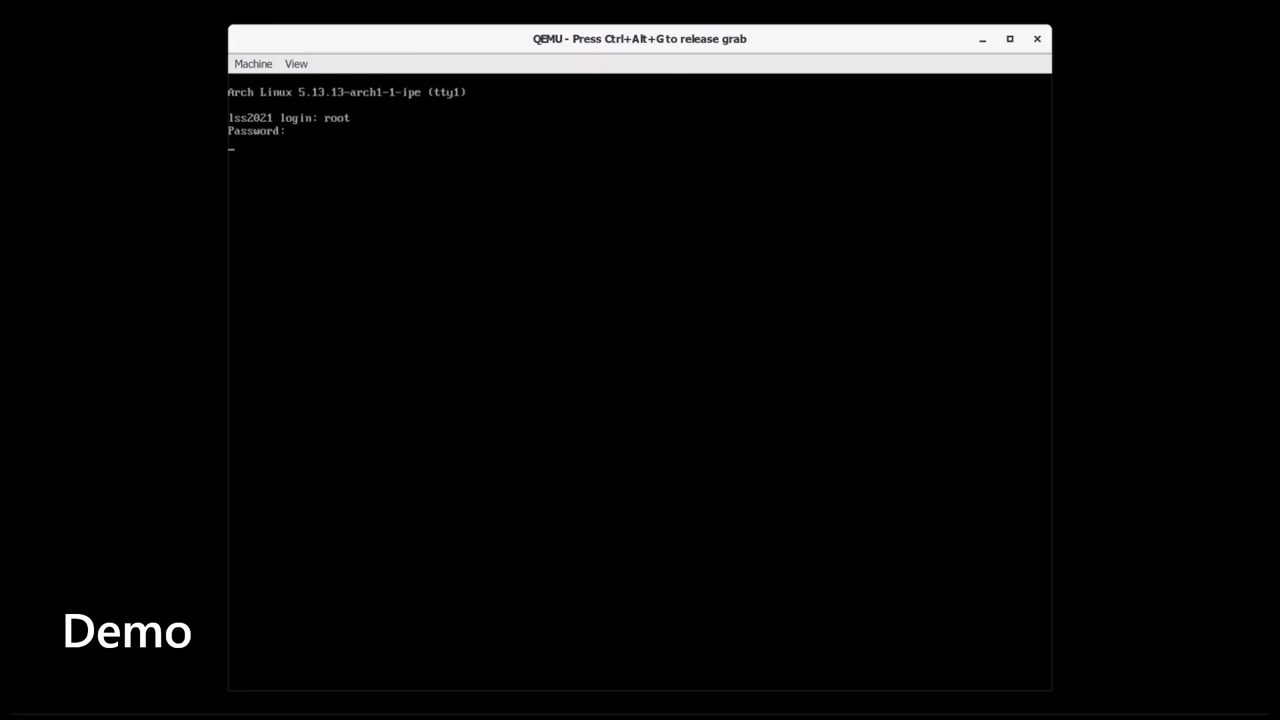 QEMU - Press Ctrl+Alt+G to release grab
Machine View
Arch Linux 5.13.13-arch1-1-ipe (tty1)
lss2021 login: root
Password:
Demo